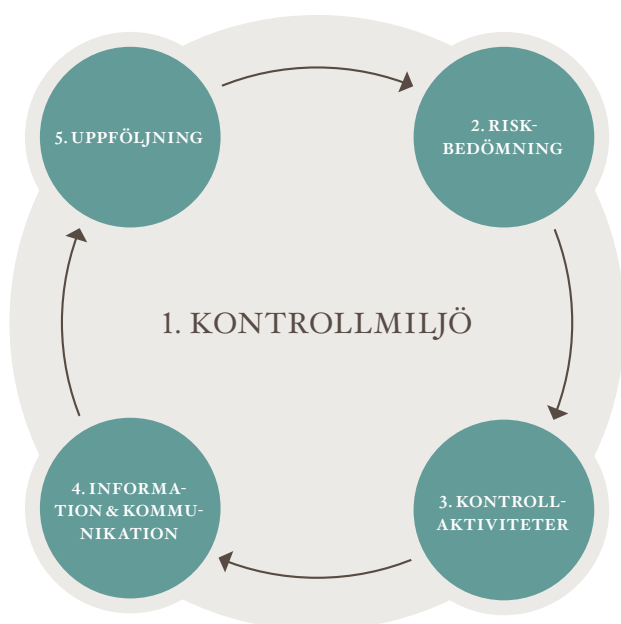 5. UPPFÖLJNING
2. RISK-
BEDÖMNING
1. KONTROLLMILJÖ
4. INFORMA-
TION & KOMMU-
NIKATION
3. KONTROLL-
AKTIVITETER